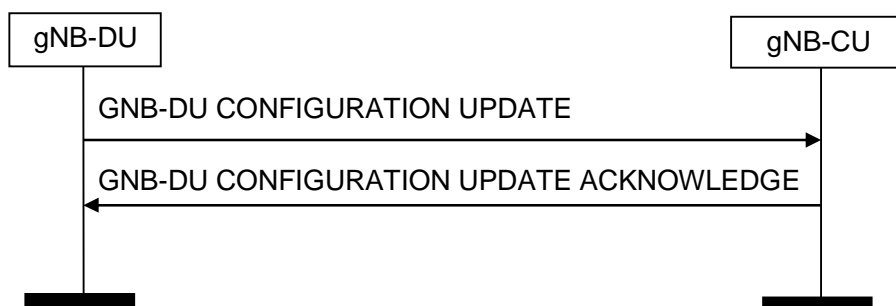 gNB-DU
gNB-CU
GNB-DU CONFIGURATION UPDATE
GNB-DU CONFIGURATION UPDATE ACKNOWLEDGE